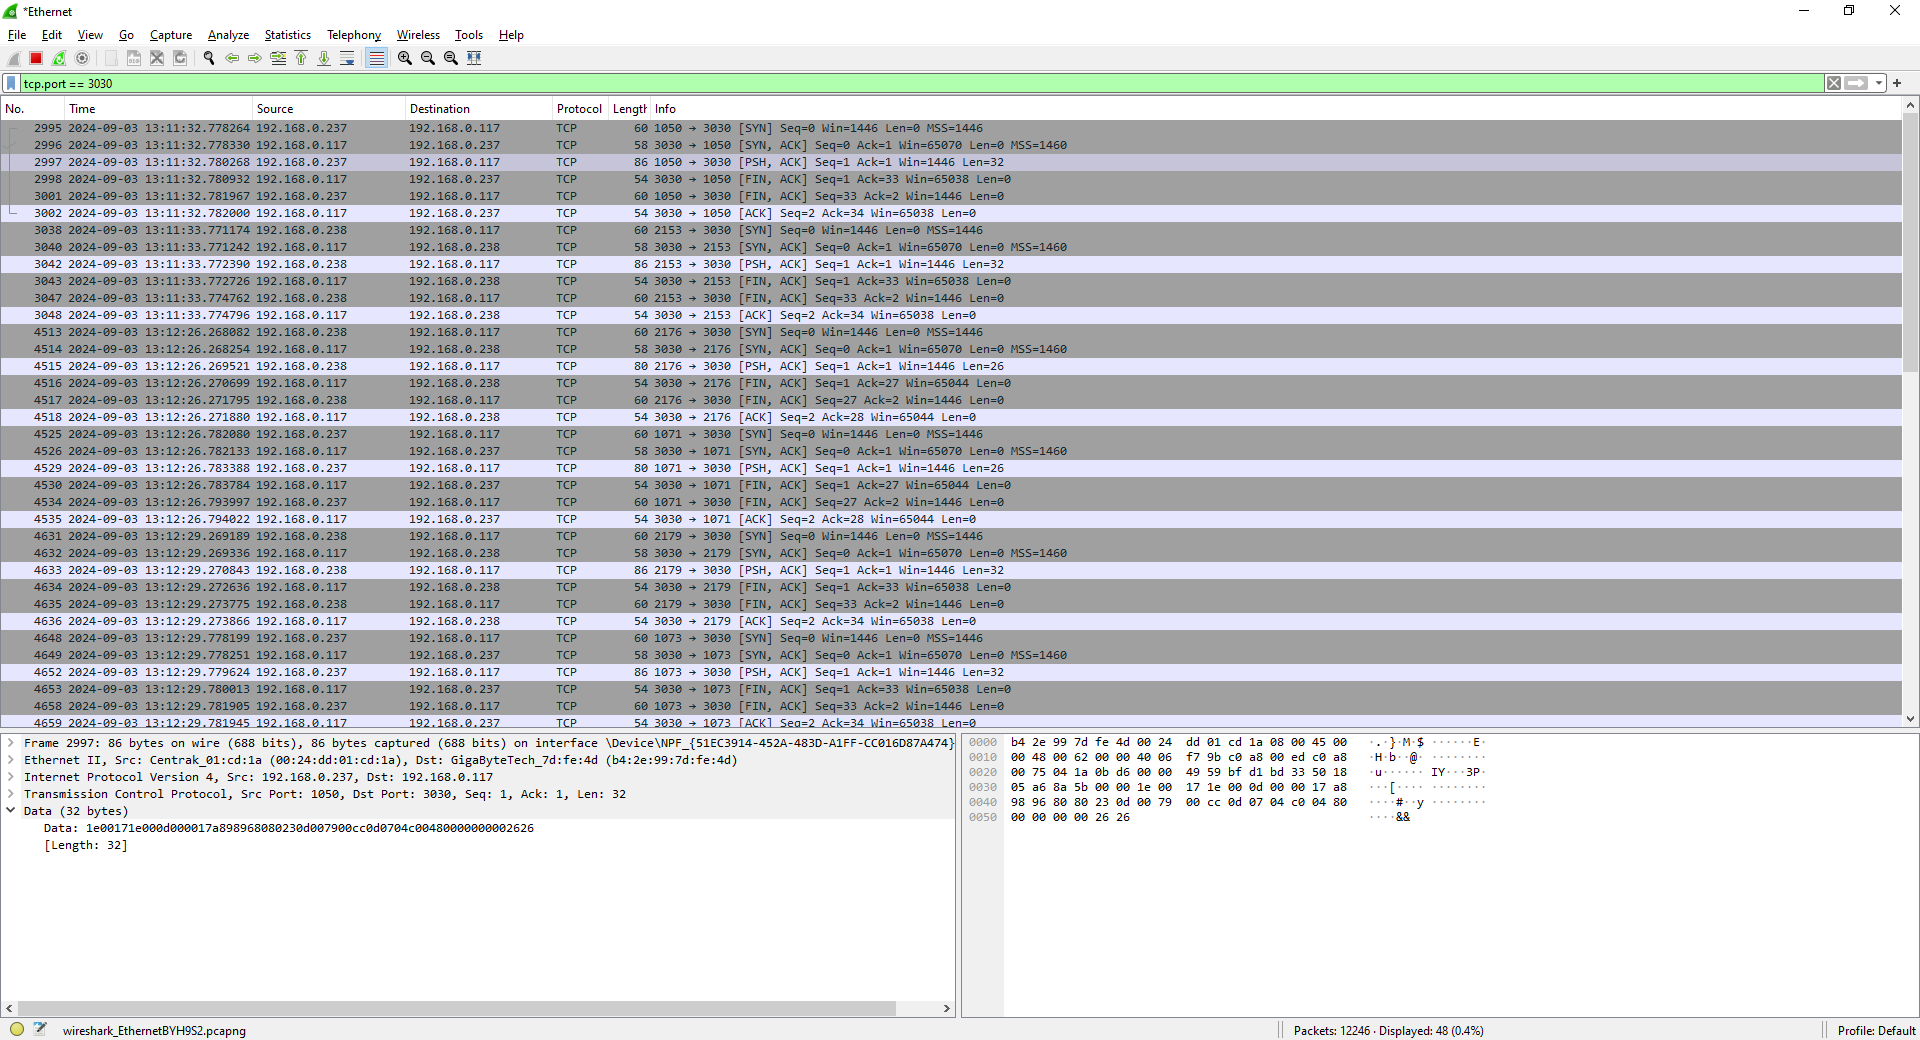 *Ethernet
File Edit View Go Capture Analyze Statistics Telephony Wireless Tools Help
tcp.port == 3030
No. Time Source Destination Protocol Length Info
2995 2024-09-03 13:11:32.778264 192.168.0.237 192.168.0.117 TCP 60 1050 → 3030 [SYN] Seq=0 Win=1446 Len=0 MSS=1446
2996 2024-09-03 13:11:32.778330 192.168.0.117 192.168.0.237 TCP 58 3030 → 1050 [SYN, ACK] Seq=0 Ack=1 Win=65070 Len=0 MSS=1460
2997 2024-09-03 13:11:32.780268 192.168.0.237 192.168.0.117 TCP 86 1050 → 3030 [PSH, ACK] Seq=1 Ack=1 Win=1446 Len=32
2998 2024-09-03 13:11:32.780932 192.168.0.117 192.168.0.237 TCP 54 3030 → 1050 [FIN, ACK] Seq=1 Ack=33 Win=65038 Len=0
3001 2024-09-03 13:11:32.781967 192.168.0.237 192.168.0.117 TCP 60 1050 → 3030 [FIN, ACK] Seq=33 Ack=2 Win=1446 Len=0
3002 2024-09-03 13:11:32.782000 192.168.0.117 192.168.0.237 TCP 54 3030 → 1050 [ACK] Seq=2 Ack=34 Win=65038 Len=0
3038 2024-09-03 13:11:33.771174 192.168.0.238 192.168.0.117 TCP 60 2153 → 3030 [SYN] Seq=0 Win=1446 Len=0 MSS=1446
3040 2024-09-03 13:11:33.771242 192.168.0.117 192.168.0.238 TCP 58 3030 → 2153 [SYN, ACK] Seq=0 Ack=1 Win=65070 Len=0 MSS=1460
3042 2024-09-03 13:11:33.772390 192.168.0.238 192.168.0.117 TCP 86 2153 → 3030 [PSH, ACK] Seq=1 Ack=1 Win=1446 Len=32
3043 2024-09-03 13:11:33.772726 192.168.0.117 192.168.0.238 TCP 54 3030 → 2153 [FIN, ACK] Seq=1 Ack=33 Win=65038 Len=0
3047 2024-09-03 13:11:33.774762 192.168.0.238 192.168.0.117 TCP 60 2153 → 3030 [FIN, ACK] Seq=33 Ack=2 Win=1446 Len=0
3048 2024-09-03 13:11:33.774796 192.168.0.117 192.168.0.238 TCP 54 3030 → 2153 [ACK] Seq=2 Ack=34 Win=65038 Len=0
4513 2024-09-03 13:12:26.268082 192.168.0.238 192.168.0.117 TCP 60 2176 → 3030 [SYN] Seq=0 Win=1446 Len=0 MSS=1446
4514 2024-09-03 13:12:26.268254 192.168.0.117 192.168.0.238 TCP 58 3030 → 2176 [SYN, ACK] Seq=0 Ack=1 Win=65070 Len=0 MSS=1460
4515 2024-09-03 13:12:26.269521 192.168.0.238 192.168.0.117 TCP 80 2176 → 3030 [PSH, ACK] Seq=1 Ack=1 Win=1446 Len=26
4516 2024-09-03 13:12:26.270699 192.168.0.117 192.168.0.238 TCP 54 3030 → 2176 [FIN, ACK] Seq=1 Ack=27 Win=65044 Len=0
4517 2024-09-03 13:12:26.271795 192.168.0.238 192.168.0.117 TCP 60 2176 → 3030 [FIN, ACK] Seq=27 Ack=2 Win=1446 Len=0
4518 2024-09-03 13:12:26.271880 192.168.0.117 192.168.0.238 TCP 54 3030 → 2176 [ACK] Seq=2 Ack=28 Win=65044 Len=0
4525 2024-09-03 13:12:26.782080 192.168.0.237 192.168.0.117 TCP 60 1071 → 3030 [SYN] Seq=0 Win=1446 Len=0 MSS=1446
4526 2024-09-03 13:12:26.782133 192.168.0.117 192.168.0.237 TCP 58 3030 → 1071 [SYN, ACK] Seq=0 Ack=1 Win=65070 Len=0 MSS=1460
4529 2024-09-03 13:12:26.783388 192.168.0.237 192.168.0.117 TCP 80 1071 → 3030 [PSH, ACK] Seq=1 Ack=1 Win=1446 Len=26
4530 2024-09-03 13:12:26.783784 192.168.0.117 192.168.0.237 TCP 54 3030 → 1071 [FIN, ACK] Seq=1 Ack=27 Win=65044 Len=0
4534 2024-09-03 13:12:26.793997 192.168.0.237 192.168.0.117 TCP 60 1071 → 3030 [FIN, ACK] Seq=27 Ack=2 Win=1446 Len=0
4535 2024-09-03 13:12:26.794022 192.168.0.117 192.168.0.237 TCP 54 3030 → 1071 [ACK] Seq=2 Ack=28 Win=65044 Len=0
4631 2024-09-03 13:12:29.269189 192.168.0.238 192.168.0.117 TCP 60 2179 → 3030 [SYN] Seq=0 Win=1446 Len=0 MSS=1446
4632 2024-09-03 13:12:29.269336 192.168.0.117 192.168.0.238 TCP 58 3030 → 2179 [SYN, ACK] Seq=0 Ack=1 Win=65070 Len=0 MSS=1460
4633 2024-09-03 13:12:29.270843 192.168.0.238 192.168.0.117 TCP 86 2179 → 3030 [PSH, ACK] Seq=1 Ack=1 Win=1446 Len=32
4634 2024-09-03 13:12:29.272636 192.168.0.117 192.168.0.238 TCP 54 3030 → 2179 [FIN, ACK] Seq=1 Ack=33 Win=65038 Len=0
4635 2024-09-03 13:12:29.273775 192.168.0.238 192.168.0.117 TCP 60 2179 → 3030 [FIN, ACK] Seq=33 Ack=2 Win=1446 Len=0
4636 2024-09-03 13:12:29.273866 192.168.0.117 192.168.0.238 TCP 54 3030 → 2179 [ACK] Seq=2 Ack=34 Win=65038 Len=0
4648 2024-09-03 13:12:29.778199 192.168.0.237 192.168.0.117 TCP 60 1073 → 3030 [SYN] Seq=0 Win=1446 Len=0 MSS=1446
4649 2024-09-03 13:12:29.778251 192.168.0.117 192.168.0.237 TCP 58 3030 → 1073 [SYN, ACK] Seq=0 Ack=1 Win=65070 Len=0 MSS=1460
4652 2024-09-03 13:12:29.779624 192.168.0.237 192.168.0.117 TCP 86 1073 → 3030 [PSH, ACK] Seq=1 Ack=1 Win=1446 Len=32
4653 2024-09-03 13:12:29.780013 192.168.0.117 192.168.0.237 TCP 54 3030 → 1073 [FIN, ACK] Seq=1 Ack=33 Win=65038 Len=0
4658 2024-09-03 13:12:29.781905 192.168.0.237 192.168.0.117 TCP 60 1073 → 3030 [FIN, ACK] Seq=33 Ack=2 Win=1446 Len=0
4659 2024-09-03 13:12:29.781945 192.168.0.117 192.168.0.237 TCP 54 3030 → 1073 [ACK] Seq=2 Ack=34 Win=65038 Len=0
Frame 2997: 86 bytes on wire (688 bits), 86 bytes captured (688 bits) on interface \Device\NPF_{51EC3914-452A-483D-A1FF-CC016D87A474}
Ethernet II, Src: Centrak_01:cd:1a (00:24:dd:01:cd:1a), Dst: GigaByteTech_7d:fe:4d (b4:2e:99:7d:fe:4d)
Internet Protocol Version 4, Src: 192.168.0.237, Dst: 192.168.0.117
Transmission Control Protocol, Src Port: 1050, Dst Port: 3030, Seq: 1, Ack: 1, Len: 32
Data (32 bytes)
Data: 1e00171e000d000017a898968080230d007900cc0d0704c00480000000002626
[Length: 32]
0000 b4 2e 99 7d fe 4d 00 24 dd 01 cd 1a 08 00 45 00 ·.·}·M·$ ······E·
0010 00 48 00 62 00 00 40 06 f7 9b c0 a8 00 ed c0 a8 ·H·b··@· ········
0020 00 75 04 1a 0b d6 00 00 49 59 bf d1 bd 33 50 18 ·u······ IY···3P·
0030 05 a6 8a 5b 00 00 1e 00 17 1e 00 0d 00 00 17 a8 ···[···· ········
0040 98 96 80 80 23 0d 00 79 00 cc 0d 07 04 c0 04 80 ····#··y ········
0050 00 00 00 00 26 26 ····&&
wireshark_EthernetBYH9S2.pcapng
Packets: 12246 · Displayed: 48 (0.4%)
Profile: Default